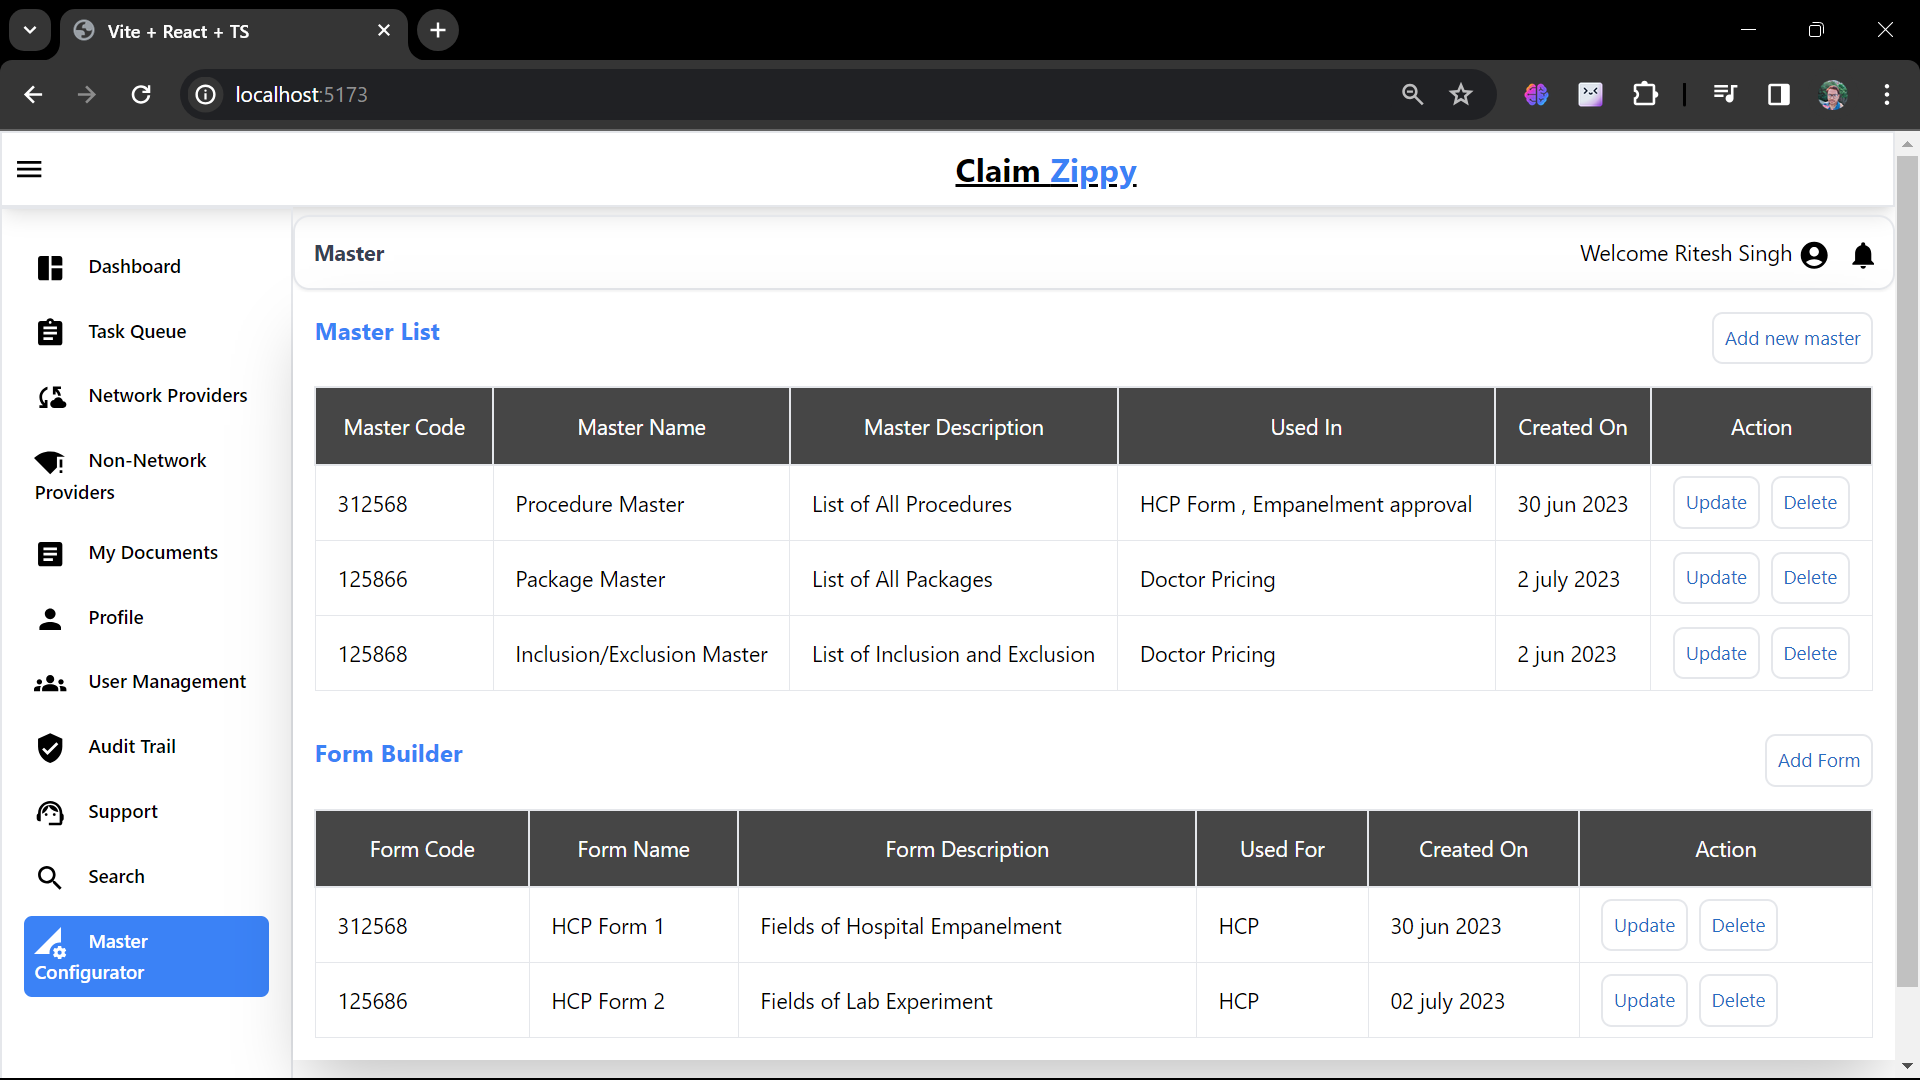 Vite + React + TS
localhost:5173
Claim Zippy
Dashboard
Task Queue
Network Providers
Non-Network
Providers
My Documents
Profile
User Management
Audit Trail
Support
Search
Master
Configurator
Master
Welcome Ritesh Singh
Master List
Add new master
Master Code Master Name Master Description Used In Created On Action
312568 Procedure Master List of All Procedures HCP Form , Empanelment approval 30 jun 2023 Update Delete
125866 Package Master List of All Packages Doctor Pricing 2 july 2023 Update Delete
125868 Inclusion/Exclusion Master List of Inclusion and Exclusion Doctor Pricing 2 jun 2023 Update Delete
Form Builder
Add Form
Form Code Form Name Form Description Used For Created On Action
312568 HCP Form 1 Fields of Hospital Empanelment HCP 30 jun 2023 Update Delete
125686 HCP Form 2 Fields of Lab Experiment HCP 02 july 2023 Update Delete